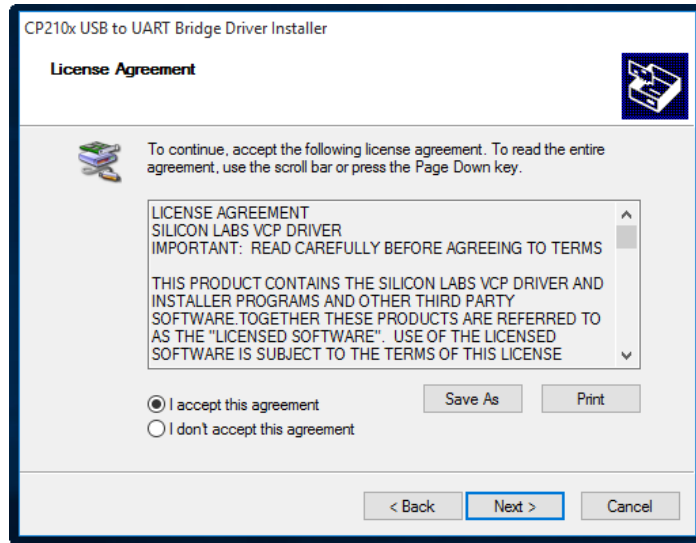 CP210x USB to UART Bridge Driver Installer
License Agreement
To continue, accept the following license agreement. To read the entire
agreement, use the scroll bar or press the Page Down key.
LICENSE AGREEMENT
SILICON LABS VCP DRIVER
IMPORTANT:  READ CAREFULLY BEFORE AGREEING TO TERMS
THIS PRODUCT CONTAINS THE SILICON LABS VCP DRIVER AND
INSTALLER PROGRAMS AND OTHER THIRD PARTY
SOFTWARE.TOGETHER THESE PRODUCTS ARE REFERRED TO
AS THE "LICENSED SOFTWARE".  USE OF THE LICENSED
SOFTWARE IS SUBJECT TO THE TERMS OF THIS LICENSE
I accept this agreement
Save As
Print
I don't accept this agreement
< Back
Next >
Cancel